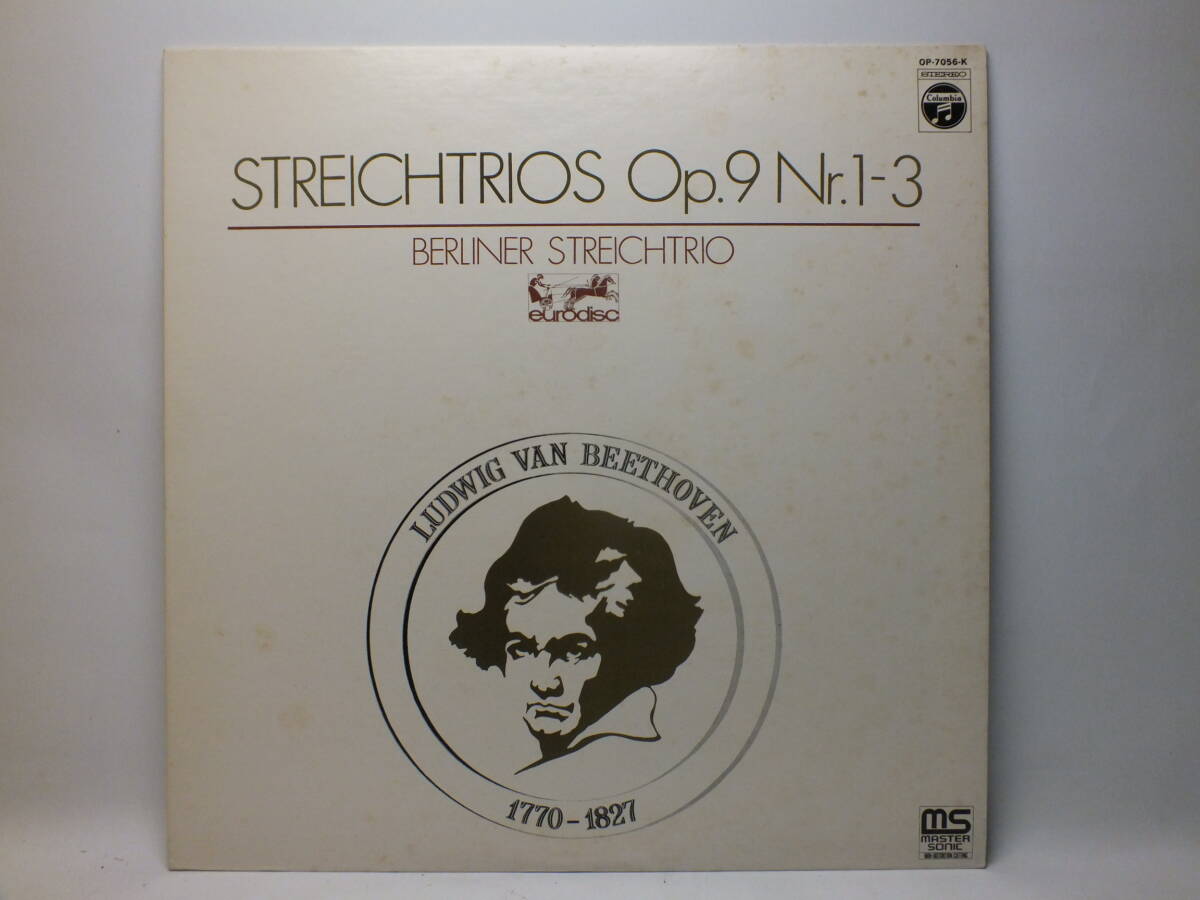 OP-7056-K
STEREO
Columbia
STREICHTRIOS Op.9 Nr.1-3
BERLINER STREICHTRIO
eurodisc
LUDWIG VAN BEETHOVEN
1770-1827
MS
MASTER
SONIC